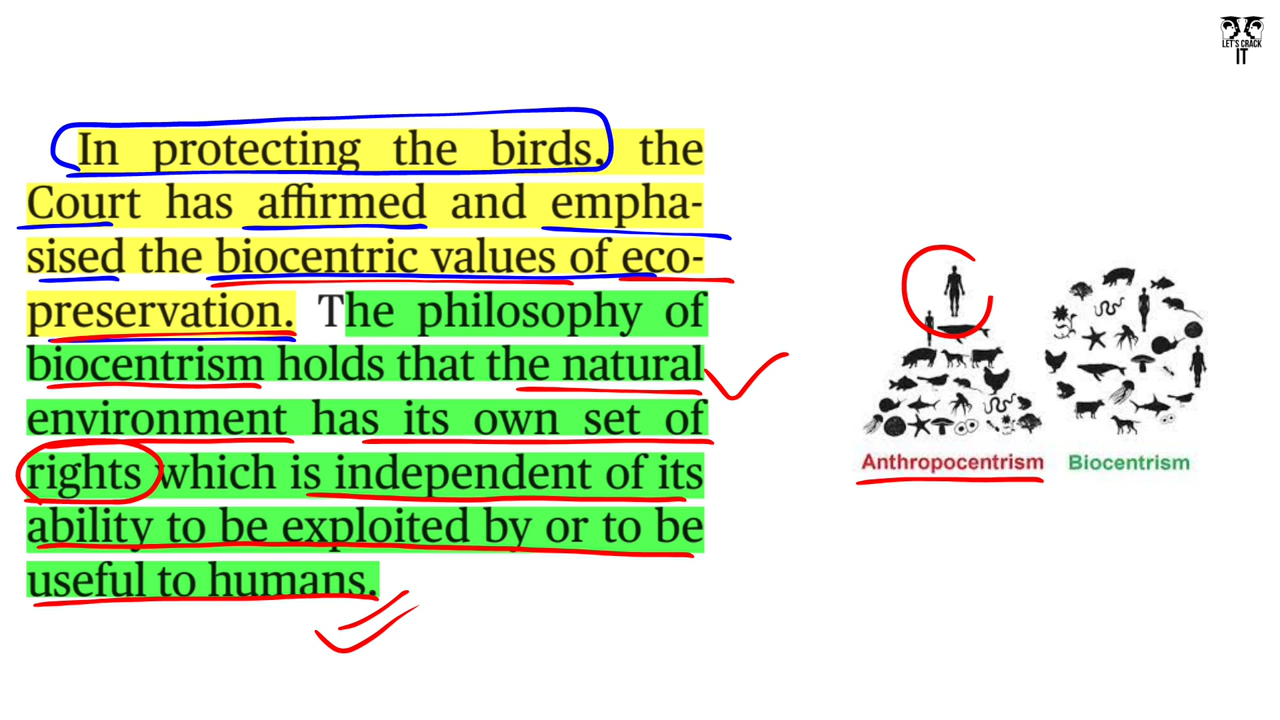 LET'S CRACK
IT
In protecting the birds, the
Court has affirmed and empha-
sised the biocentric values of eco-
preservation. The philosophy of
biocentrism holds that the natural
environment has its own set of
rights which is independent of its
ability to be exploited by or to be
useful to humans.
Anthropocentrism
Biocentrism